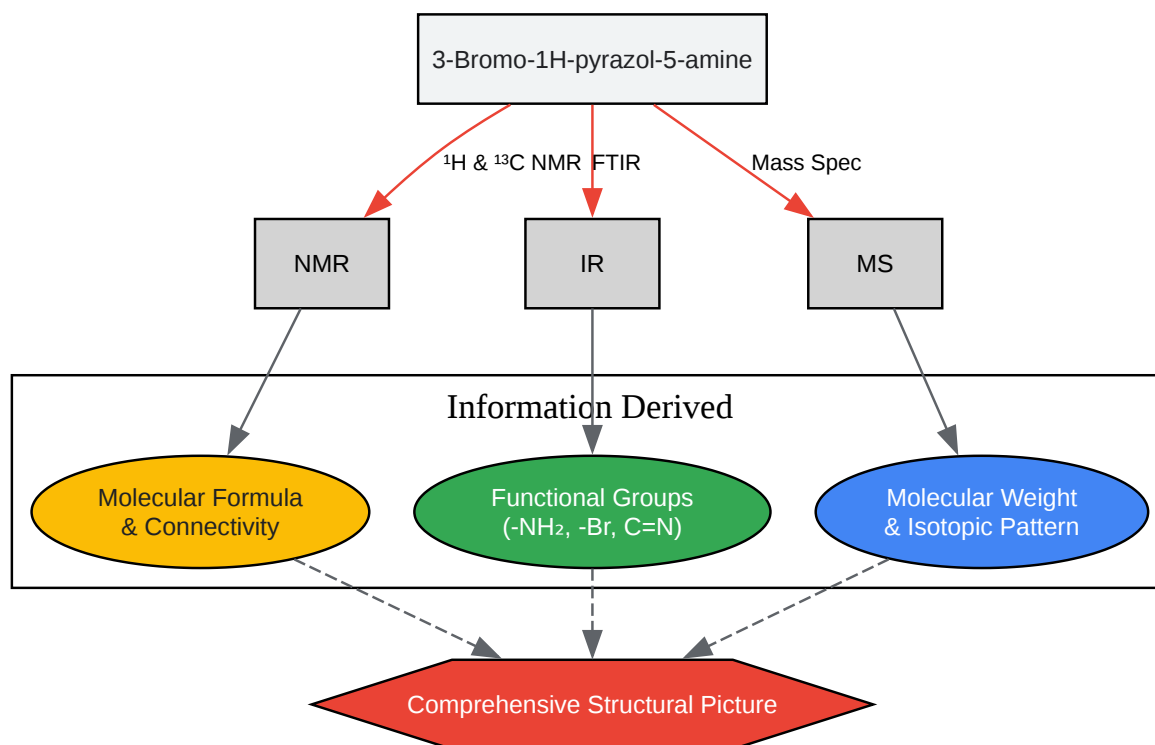 3-Bromo-1H-pyrazol-5-amine
¹H & ¹³C NMR
FTIR
Mass Spec
NMR
IR
MS
Information Derived
Molecular Formula
& Connectivity
Functional Groups
(-NH₂, -Br, C=N)
Molecular Weight
& Isotopic Pattern
Comprehensive Structural Picture